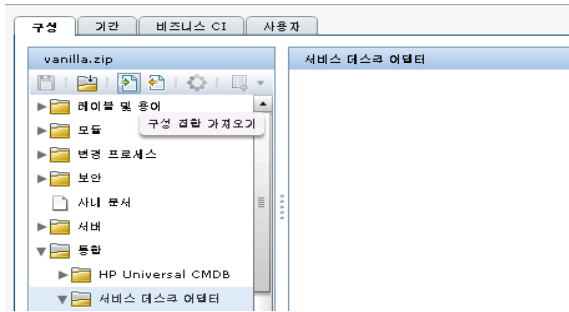 구성
기간
비즈니스 CI
사용자
vanilla.zip
서비스 데스크 어댑터
레이블 및 용어
구성 집합 가져오기
모듈
변경 프로세스
보안
사내 문서
서버
통합
HP Universal CMDB
서비스 데스크 어댑터